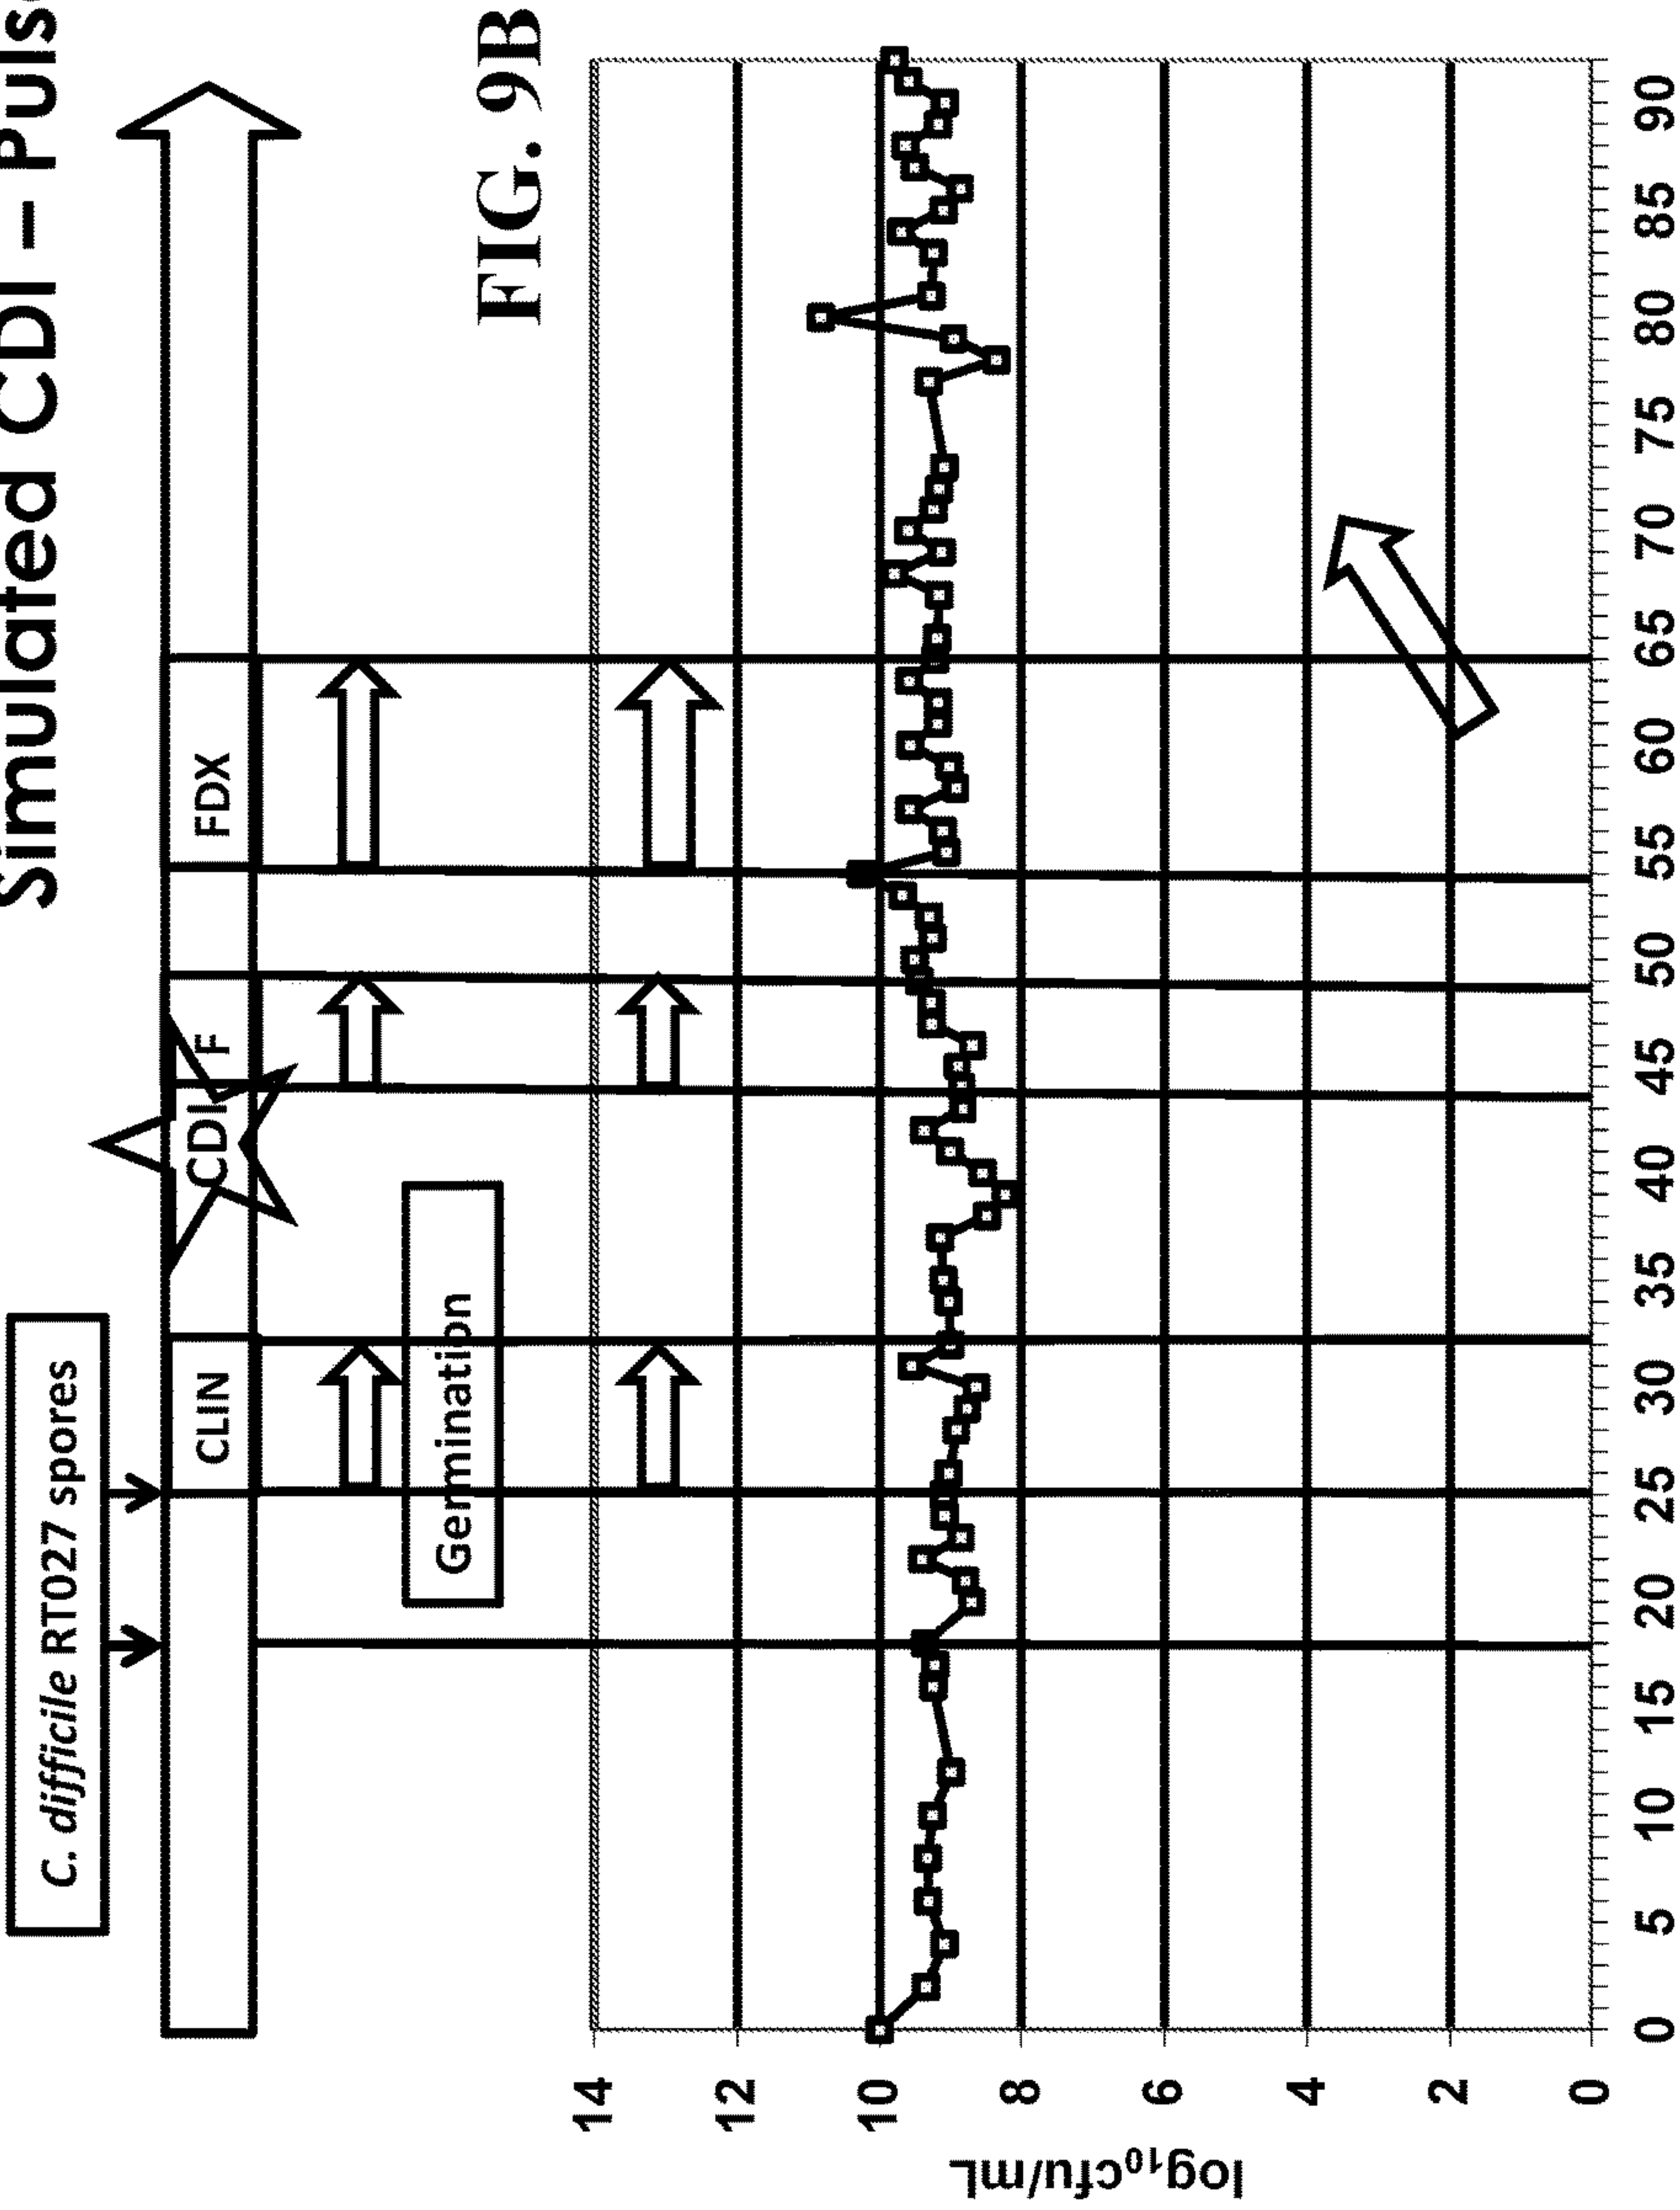 Simulated CDI – Puls
C. difficile RT027 spores
CLIN
CDI
F
FDX
Germination
FIG. 9B
log10cfu/mL
14
12
10
8
6
4
2
0
0 5 10 15 20 25 30 35 40 45 50 55 60 65 70 75 80 85 90